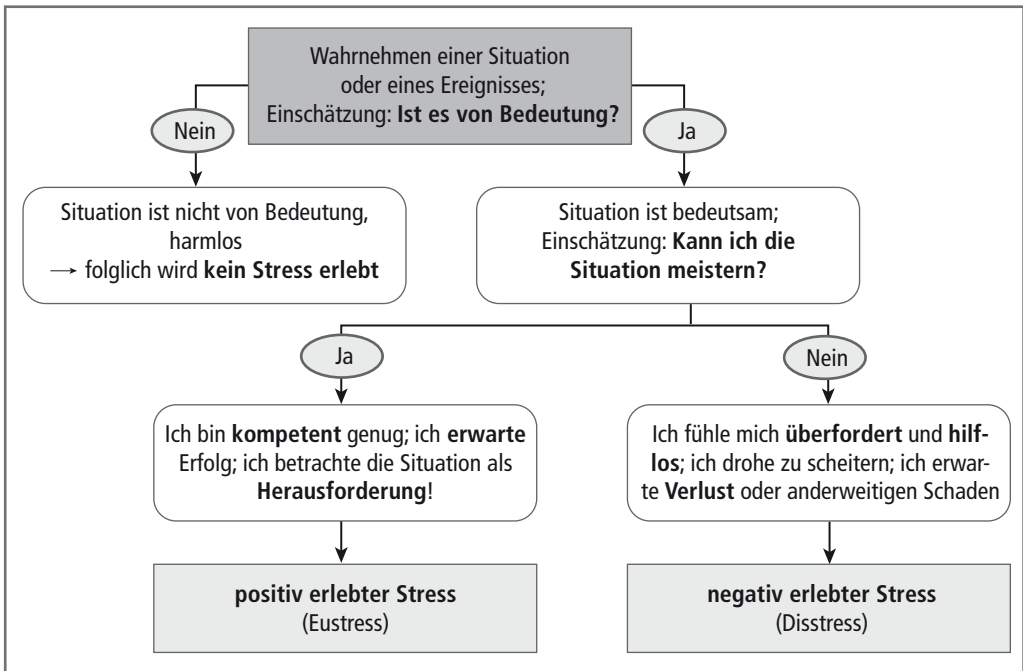 Wahrnehmen einer Situation
oder eines Ereignisses;
Einschätzung: Ist es von Bedeutung?
Nein
Ja
Situation ist nicht von Bedeutung,
harmlos
→ folglich wird kein Stress erlebt
Situation ist bedeutsam;
Einschätzung: Kann ich die
Situation meistern?
Ja
Nein
Ich bin kompetent genug; ich erwarte
Erfolg; ich betrachte die Situation als
Herausforderung!
Ich fühle mich überfordert und hilf-
los; ich drohe zu scheitern; ich erwar-
te Verlust oder anderweitigen Schaden
positiv erlebter Stress
(Eustress)
negativ erlebter Stress
(Disstress)